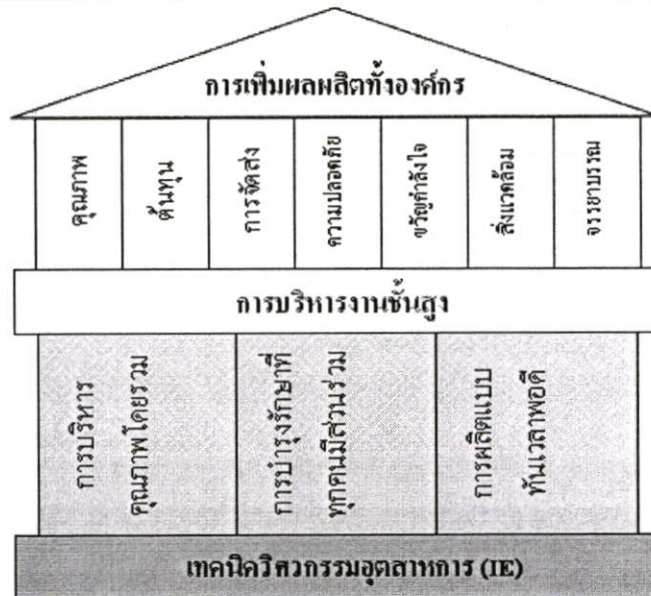 การเพิ่มผลผลิตทั้งองค์กร
คุณภาพ
ต้นทุน
การจัดส่ง
ความปลอดภัย
ขวัญกำลังใจ
สิ่งแวดล้อม
จรรยาบรรณ
การบริหารงานชั้นสูง
การบริหาร
คุณภาพโดยรวม
การบำรุงรักษาที่
ทุกคนมีส่วนร่วม
การผลิตแบบ
ทันเวลาพอดี
เทคนิควิศวกรรมอุตสาหการ (IE)